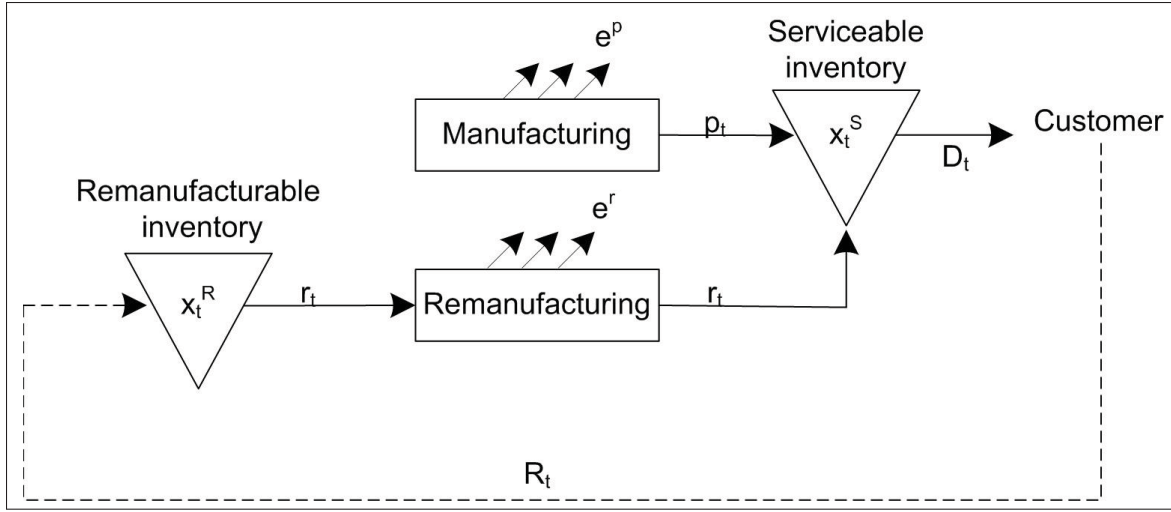 Serviceable
inventory
e^p
Manufacturing
p_t
x_t^S
D_t
Customer
Remanufacturable
inventory
e^r
x_t^R
r_t
Remanufacturing
r_t
R_t